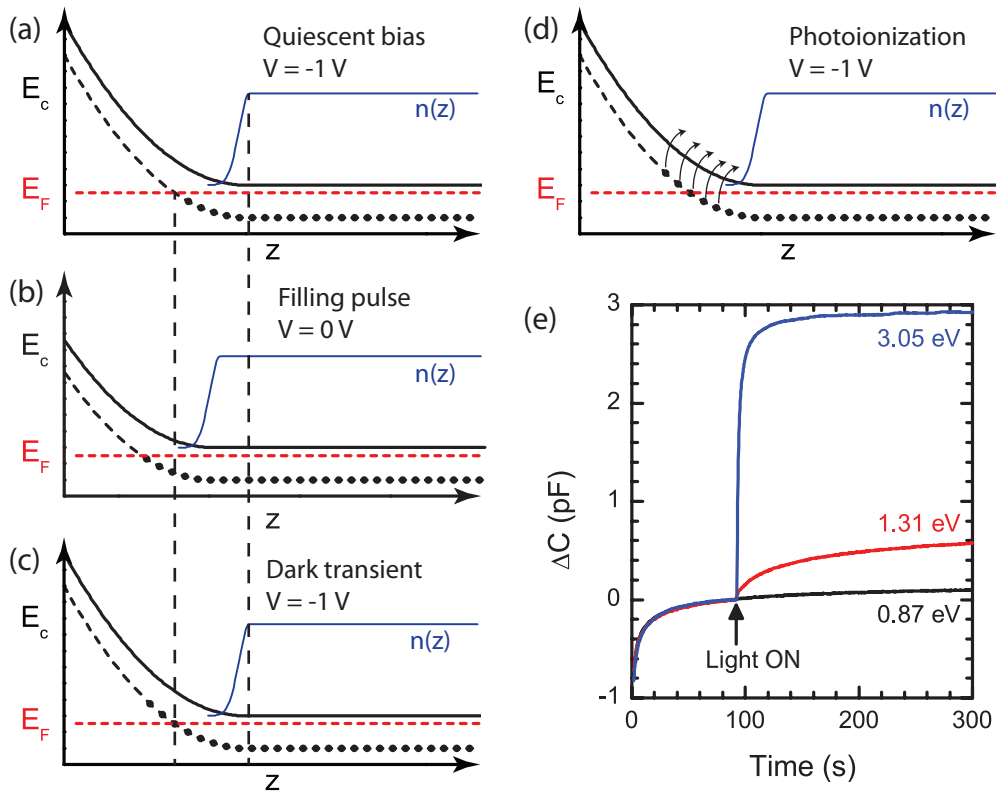 (a)
Quiescent bias
V = -1 V
E_c
n(z)
E_F
z
(b)
Filling pulse
V = 0 V
E_c
n(z)
E_F
z
(c)
Dark transient
V = -1 V
E_c
n(z)
E_F
z
(d)
Photoionization
V = -1 V
E_c
n(z)
E_F
z
(e)
3
2
1
0
-1
ΔC (pF)
3.05 eV
1.31 eV
0.87 eV
Light ON
0 100 200 300
Time (s)